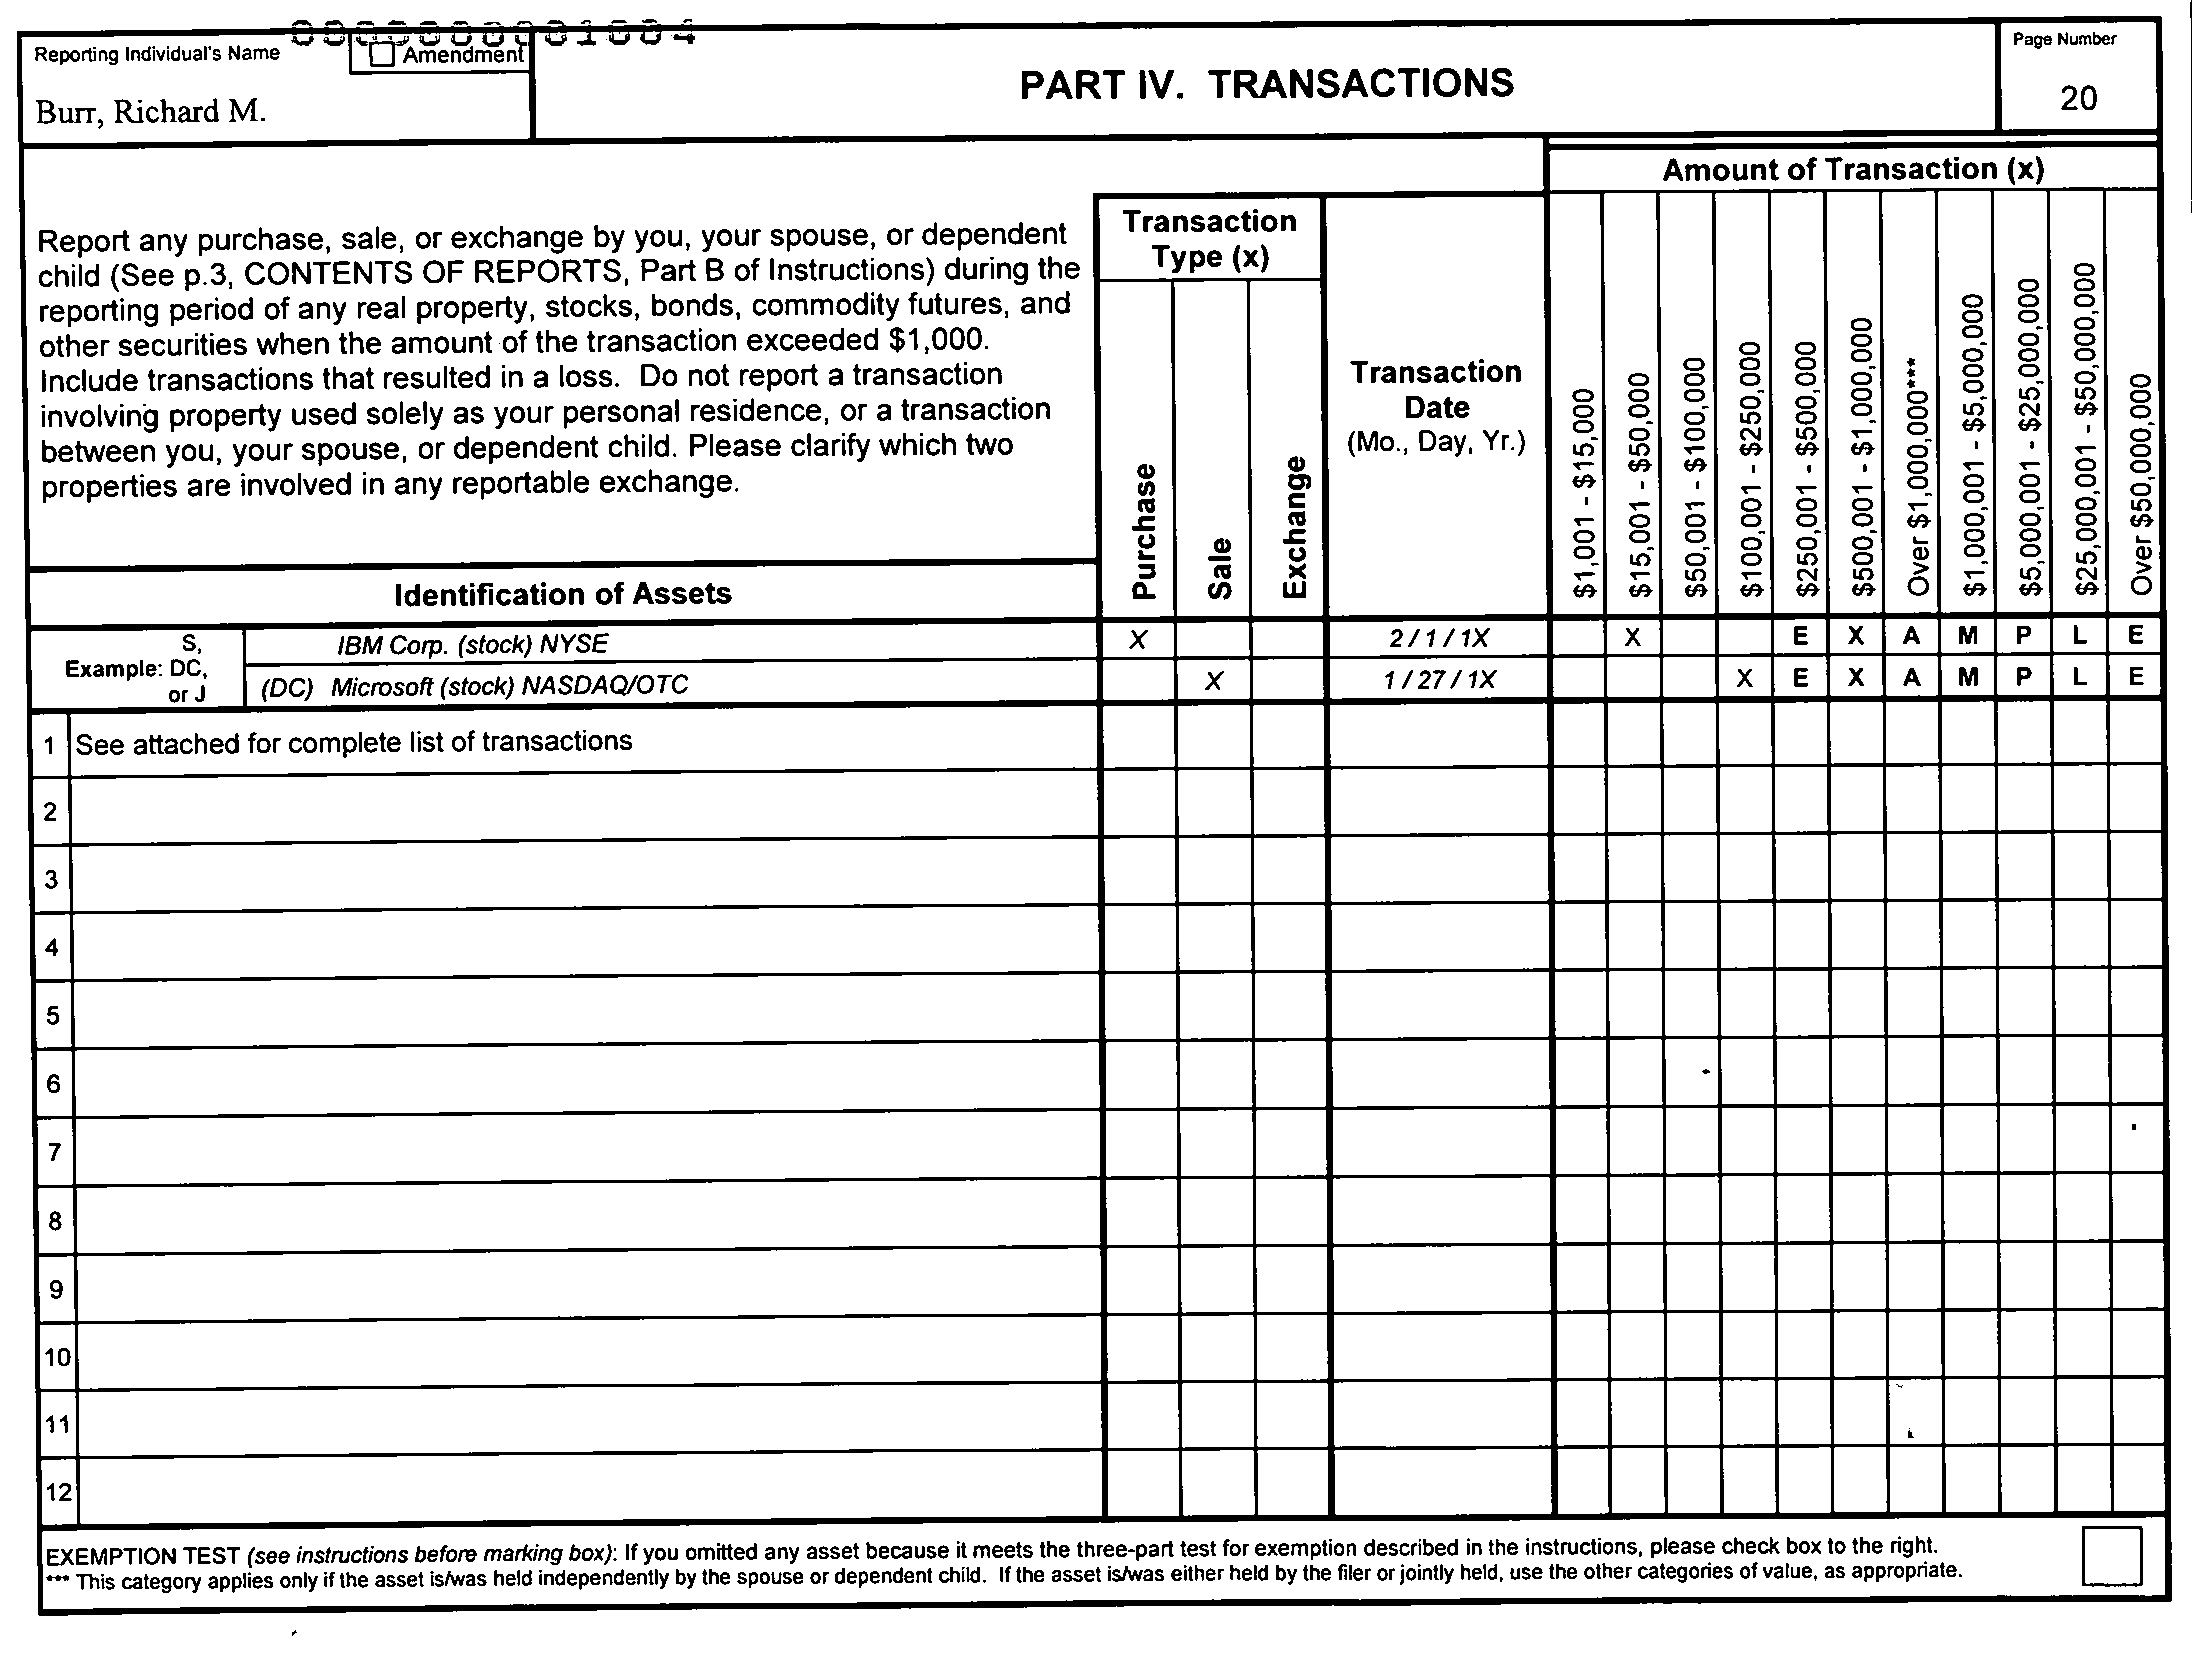 00000001004
Reporting Individual's Name
Amendment
Burr, Richard M.
PART IV. TRANSACTIONS
Page Number
20
Report any purchase, sale, or exchange by you, your spouse, or dependent
child (See p.3, CONTENTS OF REPORTS, Part B of Instructions) during the
reporting period of any real property, stocks, bonds, commodity futures, and
other securities when the amount of the transaction exceeded $1,000.
Include transactions that resulted in a loss. Do not report a transaction
involving property used solely as your personal residence, or a transaction
between you, your spouse, or dependent child. Please clarify which two
properties are involved in any reportable exchange.
Identification of Assets
Transaction
Type (x)
Purchase
Sale
Exchange
Transaction
Date
(Mo., Day, Yr.)
Amount of Transaction (x)
$1,001 - $15,000
$15,001 - $50,000
$50,001 - $100,000
$100,001 - $250,000
$250,001 - $500,000
$500,001 - $1,000,000
Over $1,000,000***
$1,000,001 - $5,000,000
$5,000,001 - $25,000,000
$25,000,001 - $50,000,000
Over $50,000,000
S,
Example: DC,
or J
IBM Corp. (stock) NYSE X 2 / 1 / 1X X E X A M P L E
(DC) Microsoft (stock) NASDAQ/OTC X 1 / 27 / 1X X E X A M P L E
1 See attached for complete list of transactions
2
3
4
5
6
7
8
9
10
11
12
EXEMPTION TEST (see instructions before marking box): If you omitted any asset because it meets the three-part test for exemption described in the instructions, please check box to the right.
*** This category applies only if the asset is/was held independently by the spouse or dependent child. If the asset is/was either held by the filer or jointly held, use the other categories of value, as appropriate.